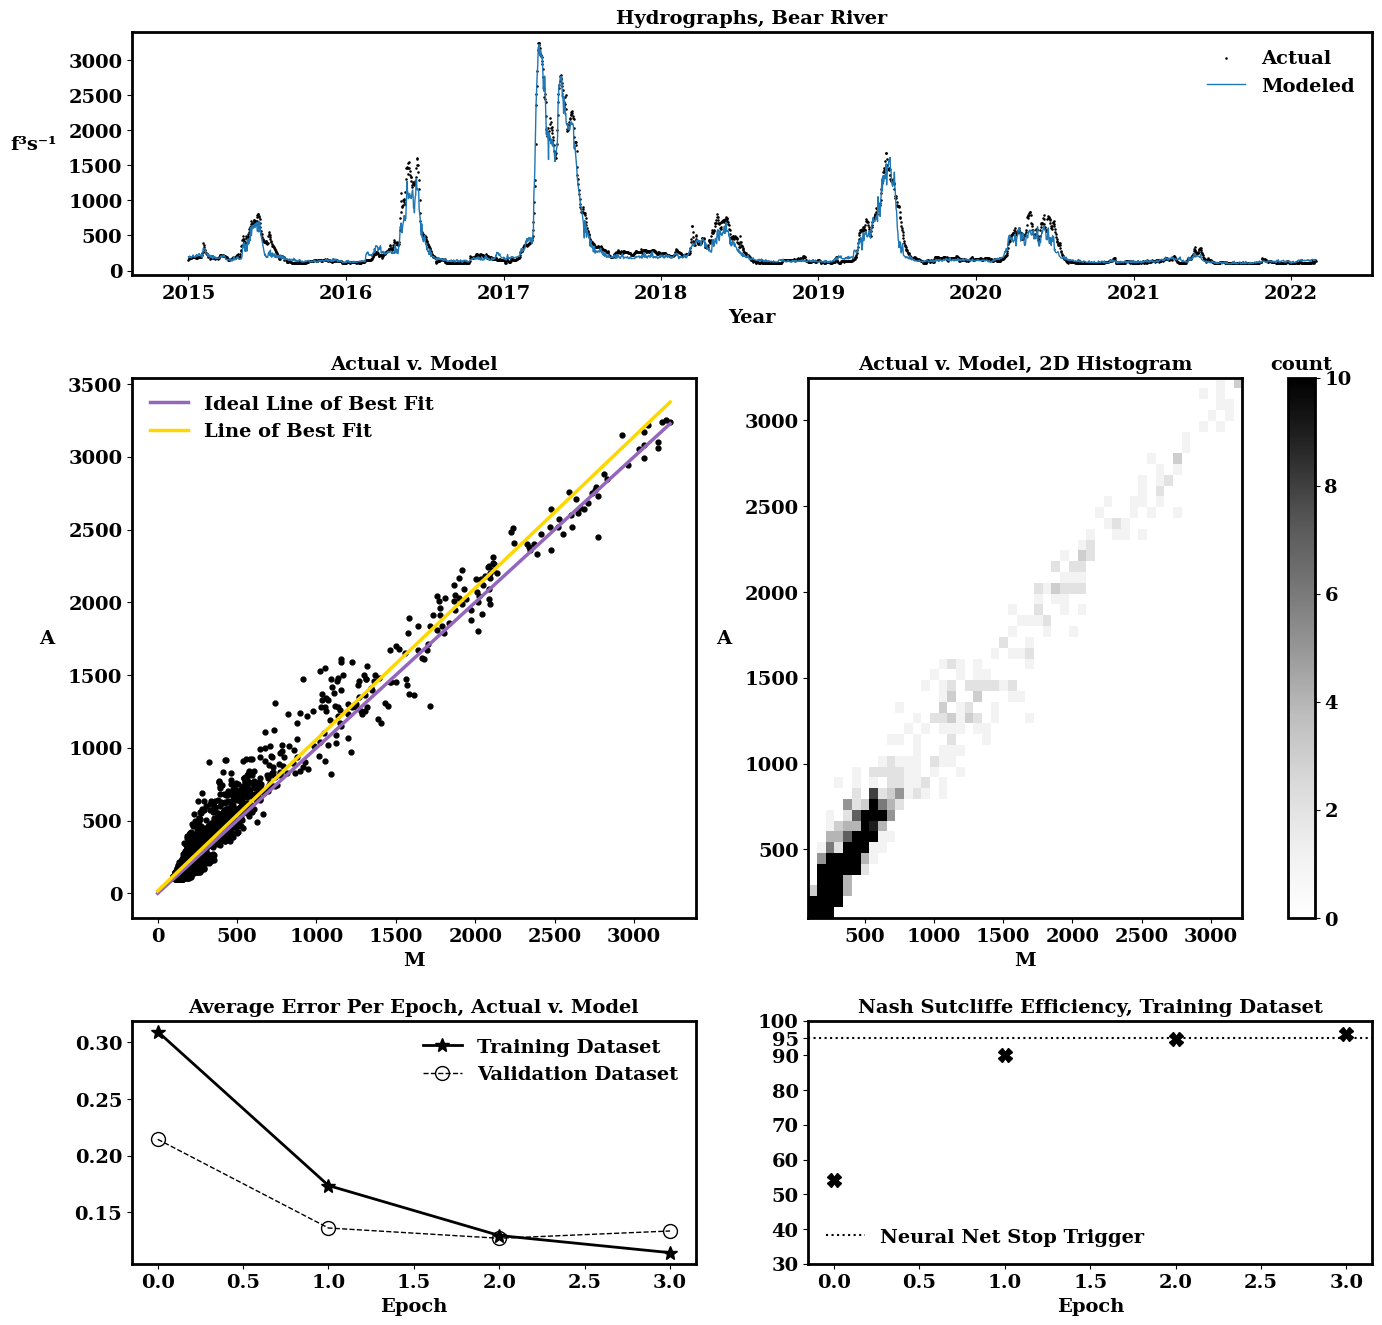 Hydrographs, Bear River
3000
2500
2000
1500
1000
500
0
f³s⁻¹
Actual
Modeled
2015 2016 2017 2018 2019 2020 2021 2022
Year
Actual v. Model
3500
3000
2500
2000
1500
1000
500
0
A
Ideal Line of Best Fit
Line of Best Fit
0 500 1000 1500 2000 2500 3000
M
Actual v. Model, 2D Histogram
3000
2500
2000
1500
1000
500
A
500 1000 1500 2000 2500 3000
M
count
10
8
6
4
2
0
Average Error Per Epoch, Actual v. Model
0.30
0.25
0.20
0.15
Training Dataset
Validation Dataset
0.0 0.5 1.0 1.5 2.0 2.5 3.0
Epoch
Nash Sutcliffe Efficiency, Training Dataset
100
95
90
80
70
60
50
40
30
Neural Net Stop Trigger
0.0 0.5 1.0 1.5 2.0 2.5 3.0
Epoch